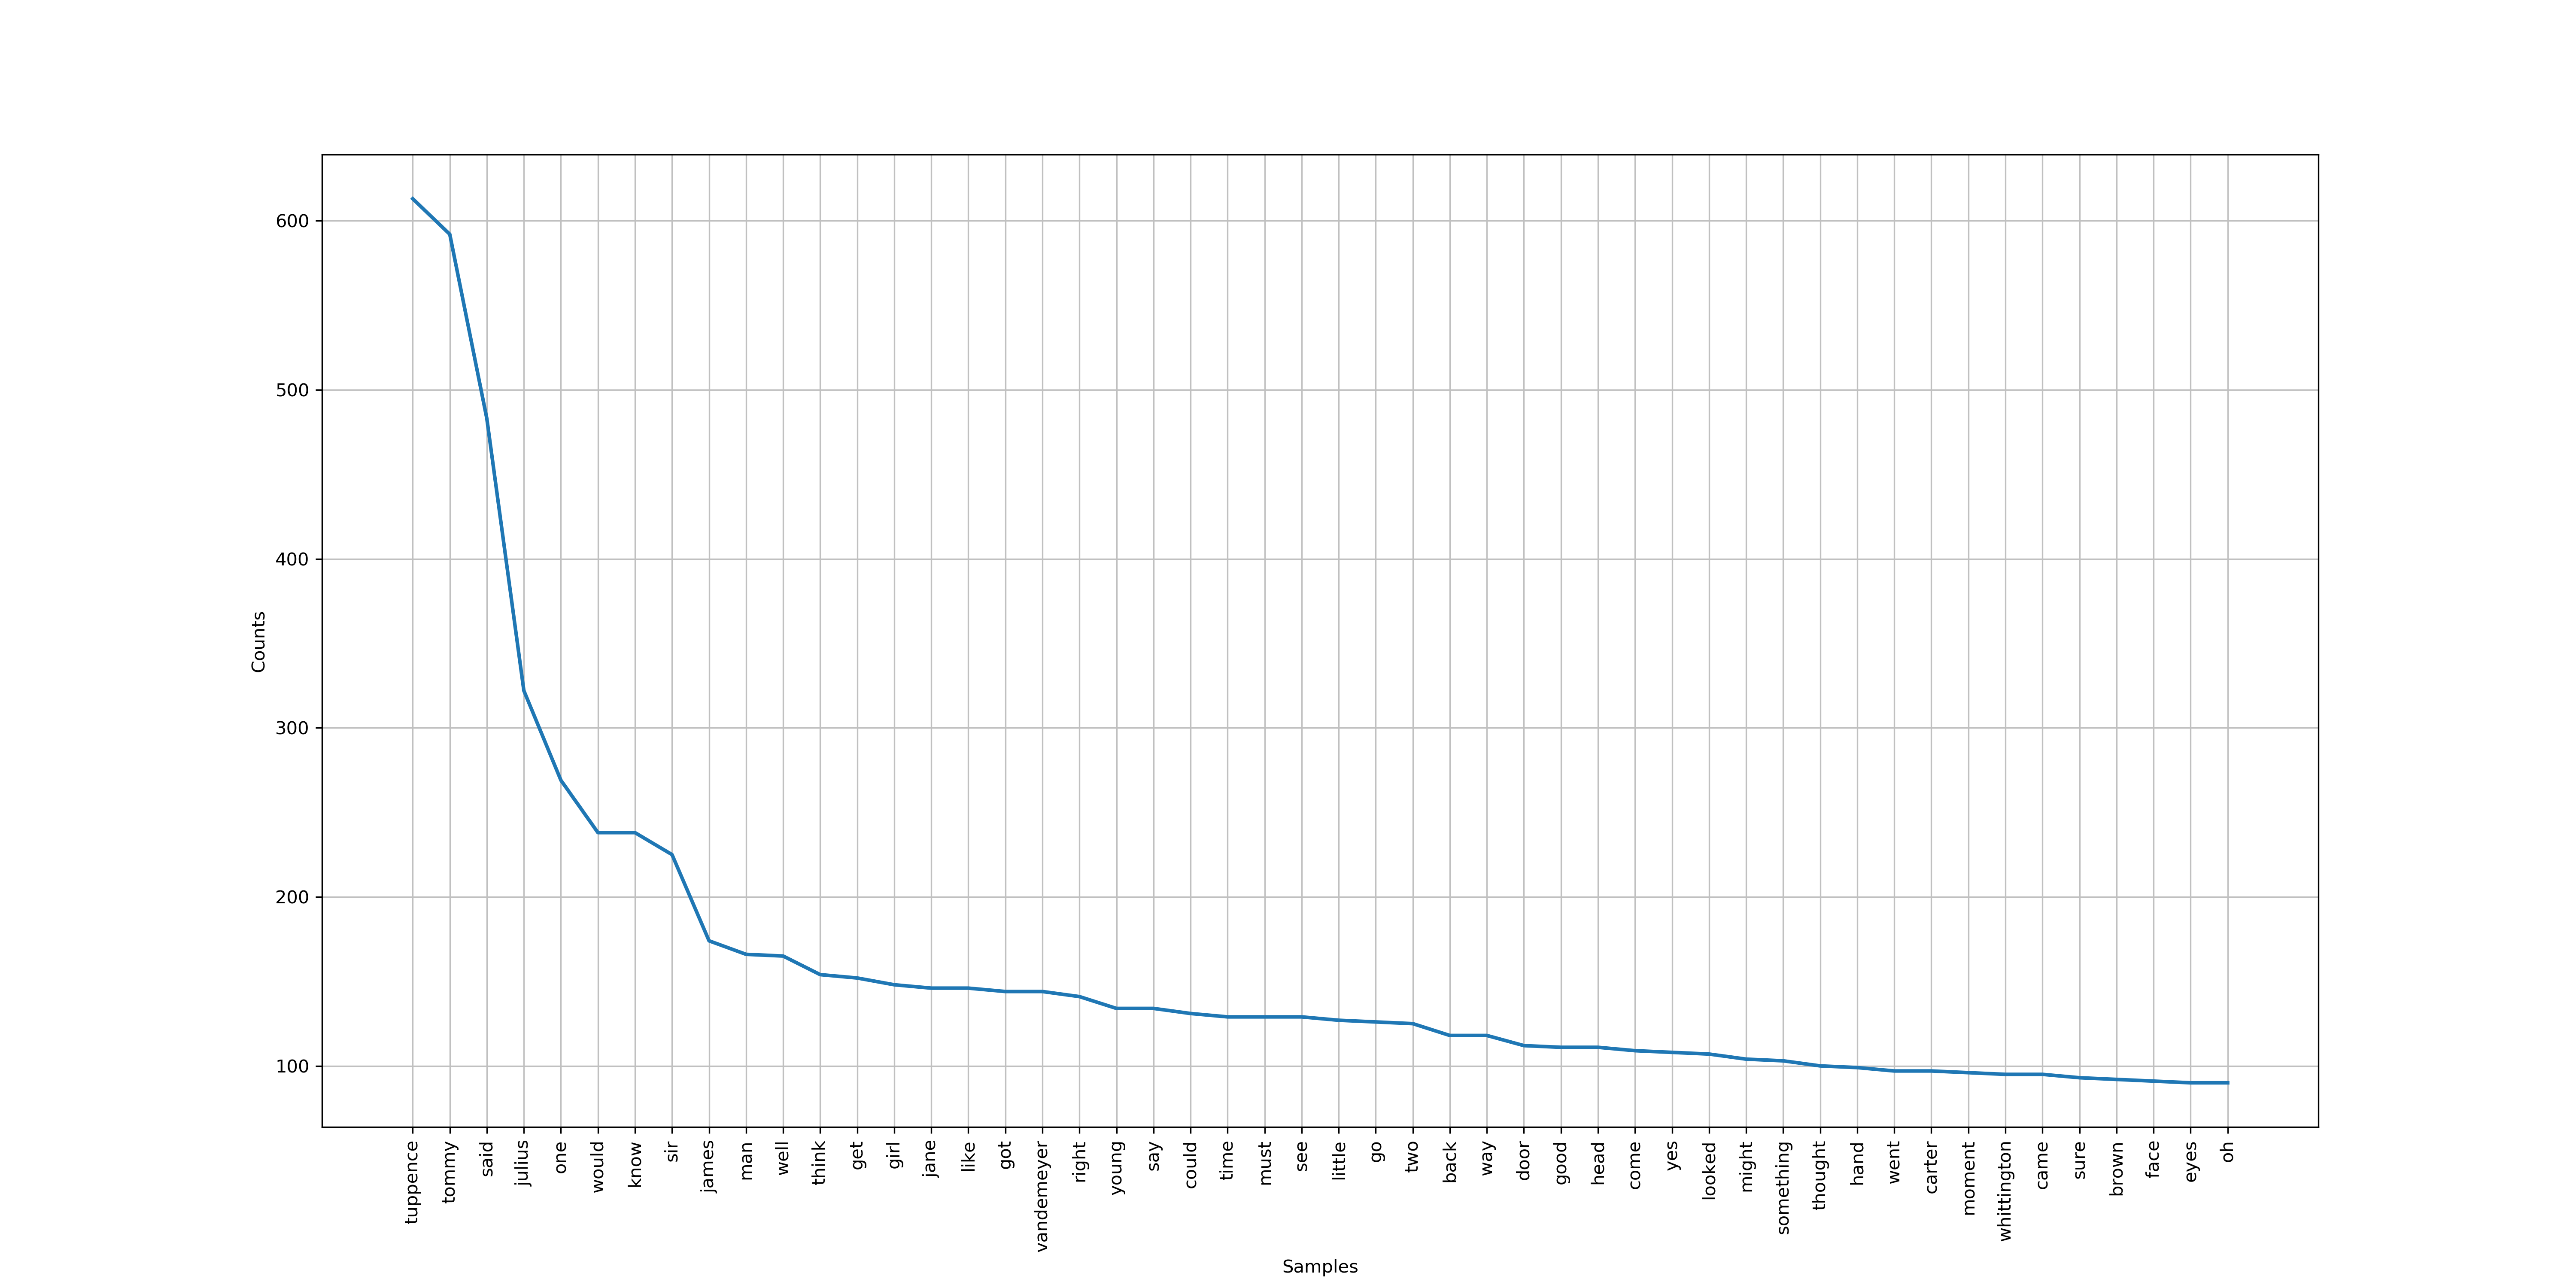 600
500
400
300
200
100
Counts
tuppence
tommy
said
julius
one
would
know
sir
james
man
well
think
get
girl
jane
like
got
vandemeyer
right
young
say
could
time
must
see
little
go
two
back
way
door
good
head
come
yes
looked
might
something
thought
hand
went
carter
moment
whittington
came
sure
brown
face
eyes
oh
Samples